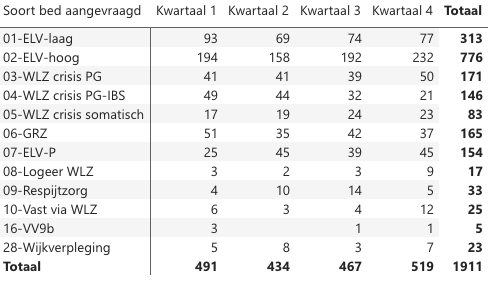 Soort bed aangevraagd Kwartaal 1 Kwartaal 2 Kwartaal 3 Kwartaal 4 Totaal
01-ELV-laag 93 69 74 77 313
02-ELV-hoog 194 158 192 232 776
03-WLZ crisis PG 41 41 39 50 171
04-WLZ crisis PG-IBS 49 44 32 21 146
05-WLZ crisis somatisch 17 19 24 23 83
06-GRZ 51 35 42 37 165
07-ELV-P 25 45 39 45 154
08-Logeer WLZ 3 2 3 9 17
09-Respijtzorg 4 10 14 5 33
10-Vast via WLZ 6 3 4 12 25
16-VV9b 3 1 1 5
28-Wijkverpleging 5 8 3 7 23
Totaal 491 434 467 519 1911